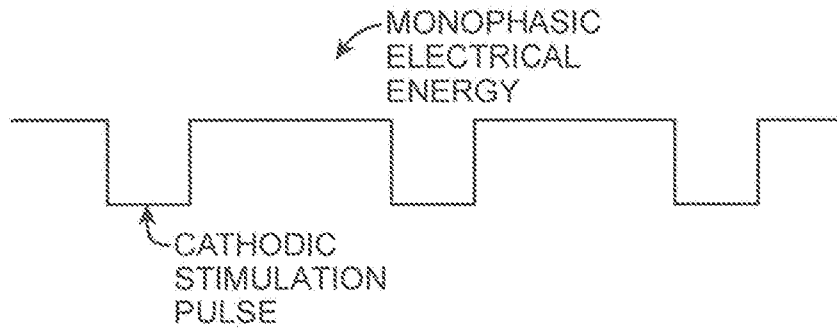 MONOPHASIC
ELECTRICAL
ENERGY
CATHODIC
STIMULATION
PULSE